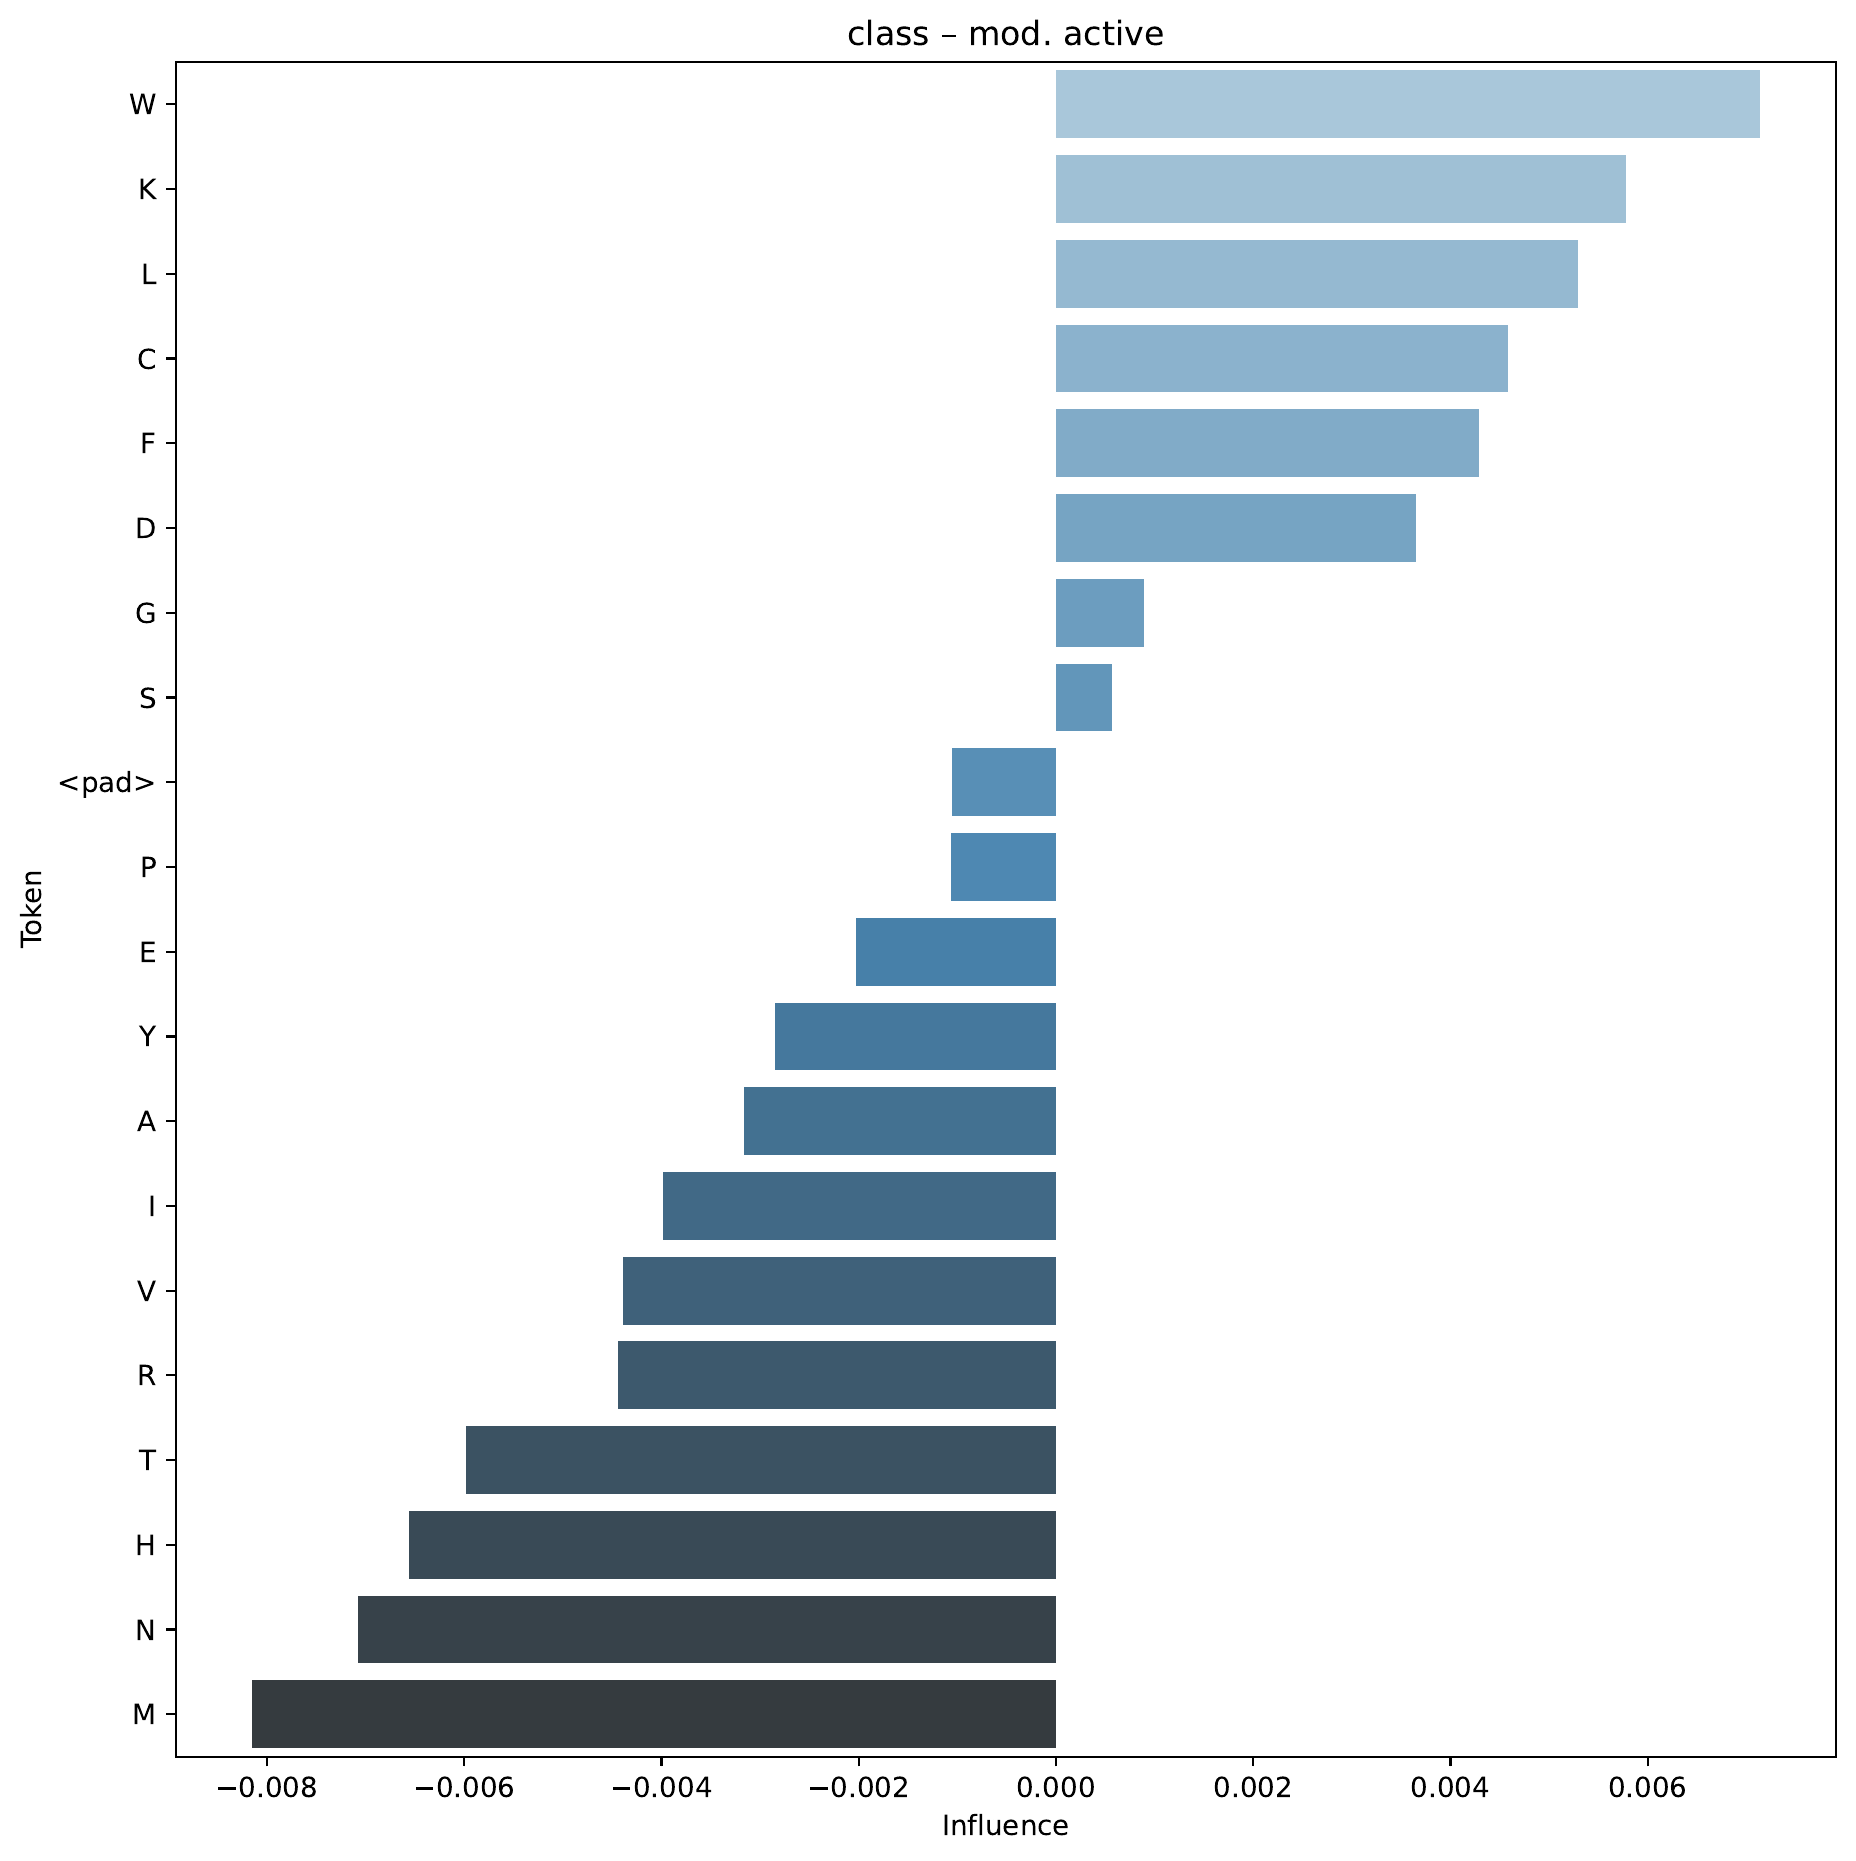 class – mod. active
W
K
L
C
F
D
G
S
<pad>
P
E
Y
A
I
V
R
T
H
N
M
Token
−0.008 −0.006 −0.004 −0.002 0.000 0.002 0.004 0.006
Influence